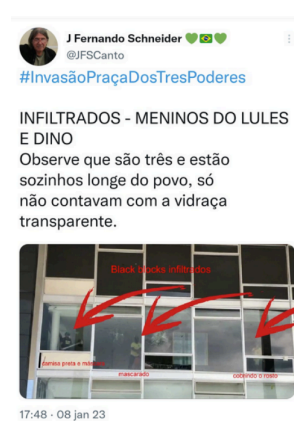 J Fernando Schneider
@JFSCanto
#InvasãoPraçaDosTresPoderes
INFILTRADOS - MENINOS DO LULES
E DINO
Observe que são três e estão
sozinhos longe do povo, só
não contavam com a vidraça
transparente.
Black blocks infiltrados
camisa preta e máscara
mascarado
cobrindo o rosto
17:48 · 08 jan 23